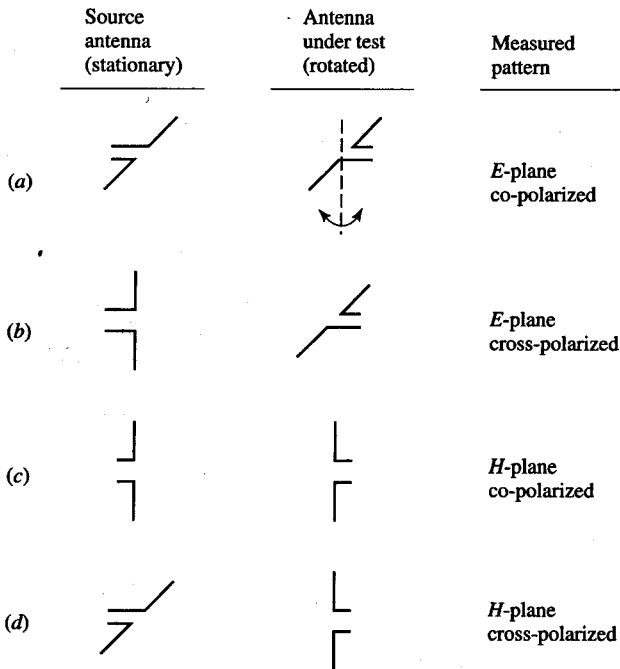 Source
antenna
(stationary)
Antenna
under test
(rotated)
Measured
pattern
(a)
E-plane
co-polarized
(b)
E-plane
cross-polarized
(c)
H-plane
co-polarized
(d)
H-plane
cross-polarized